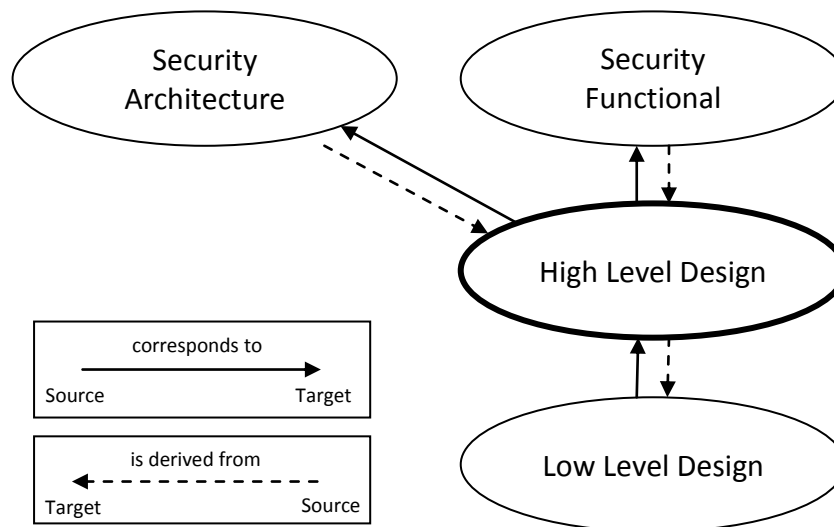 Security
Architecture
Security
Functional
High Level Design
corresponds to
Source
Target
is derived from
Target
Source
Low Level Design